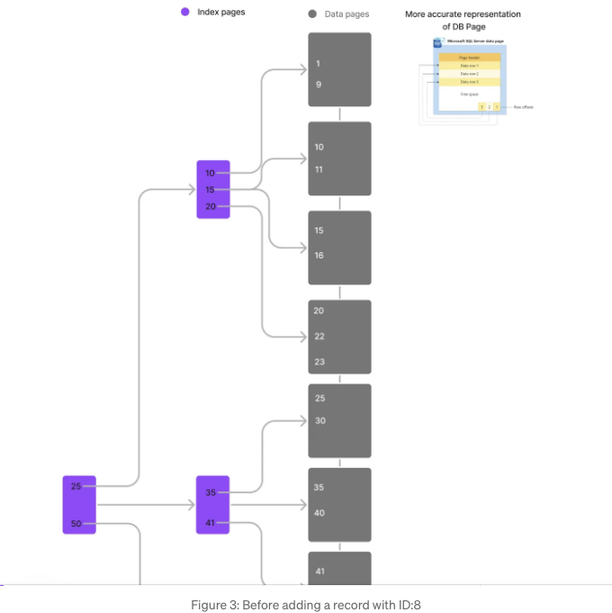 Index pages
Data pages
More accurate representation
of DB Page
Microsoft SQL Server data page
Page header
Data row 1
Data row 2
Data row 3
Free space
3 2 1
Row offsets
1
9
10
11
10
15
20
15
16
20
22
23
25
30
25
50
35
41
35
40
41
Figure 3: Before adding a record with ID:8